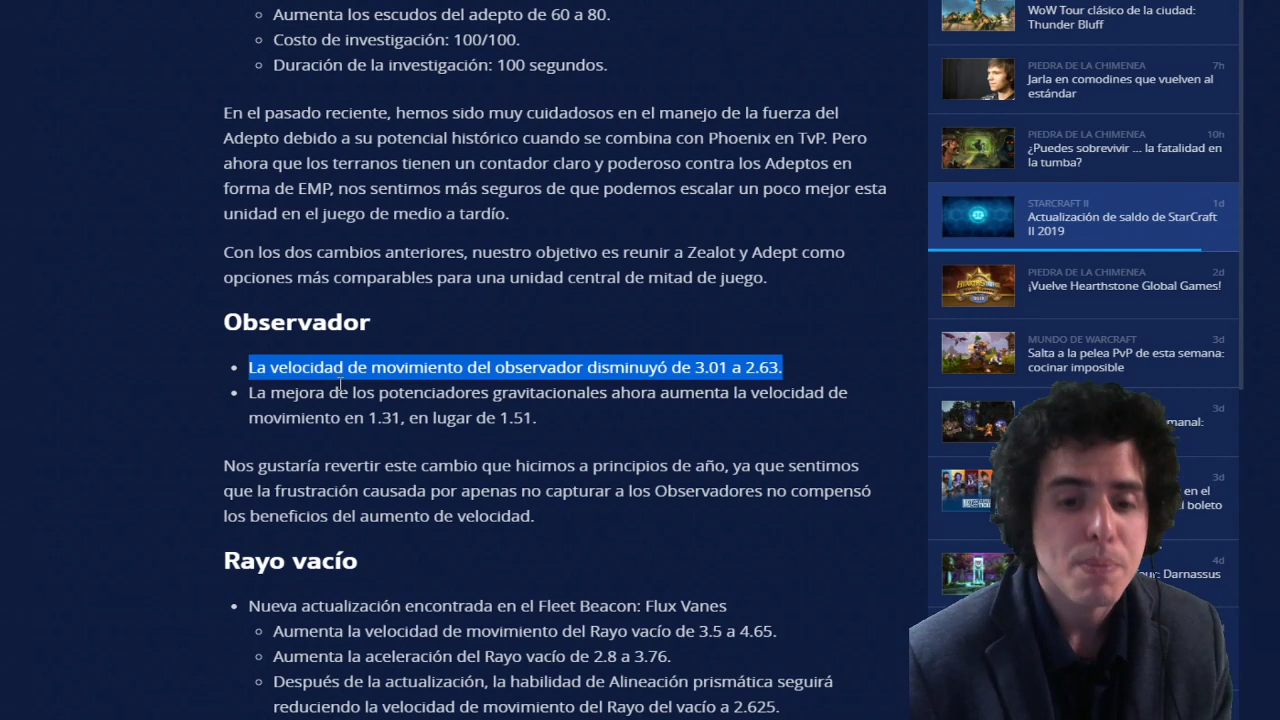 Aumenta los escudos del adepto de 60 a 80.
Costo de investigación: 100/100.
Duración de la investigación: 100 segundos.
En el pasado reciente, hemos sido muy cuidadosos en el manejo de la fuerza del
Adepto debido a su potencial histórico cuando se combina con Phoenix en TvP. Pero
ahora que los terranos tienen un contador claro y poderoso contra los Adeptos en
forma de EMP, nos sentimos más seguros de que podemos escalar un poco mejor esta
unidad en el juego de medio a tardío.
Con los dos cambios anteriores, nuestro objetivo es reunir a Zealot y Adept como
opciones más comparables para una unidad central de mitad de juego.
Observador
La velocidad de movimiento del observador disminuyó de 3.01 a 2.63.
La mejora de los potenciadores gravitacionales ahora aumenta la velocidad de
movimiento en 1.31, en lugar de 1.51.
Nos gustaría revertir este cambio que hicimos a principios de año, ya que sentimos
que la frustración causada por apenas no capturar a los Observadores no compensó
los beneficios del aumento de velocidad.
Rayo vacío
Nueva actualización encontrada en el Fleet Beacon: Flux Vanes
Aumenta la velocidad de movimiento del Rayo vacío de 3.5 a 4.65.
Aumenta la aceleración del Rayo vacío de 2.8 a 3.76.
Después de la actualización, la habilidad de Alineación prismática seguirá
reduciendo la velocidad de movimiento del Rayo del vacío a 2.625.
WoW Tour clásico de la ciudad:
Thunder Bluff
PIEDRA DE LA CHIMENEA 7h
Jarla en comodines que vuelven al
estándar
PIEDRA DE LA CHIMENEA 10h
¿Puedes sobrevivir ... la fatalidad en
la tumba?
STARCRAFT II 1d
Actualización de saldo de StarCraft
II 2019
PIEDRA DE LA CHIMENEA 2d
¡Vuelve Hearthstone Global Games!
MUNDO DE WARCRAFT 3d
Salta a la pelea PvP de esta semana:
cocinar imposible
3d
manal:
3d
en el
boleto
4d
Darnassus